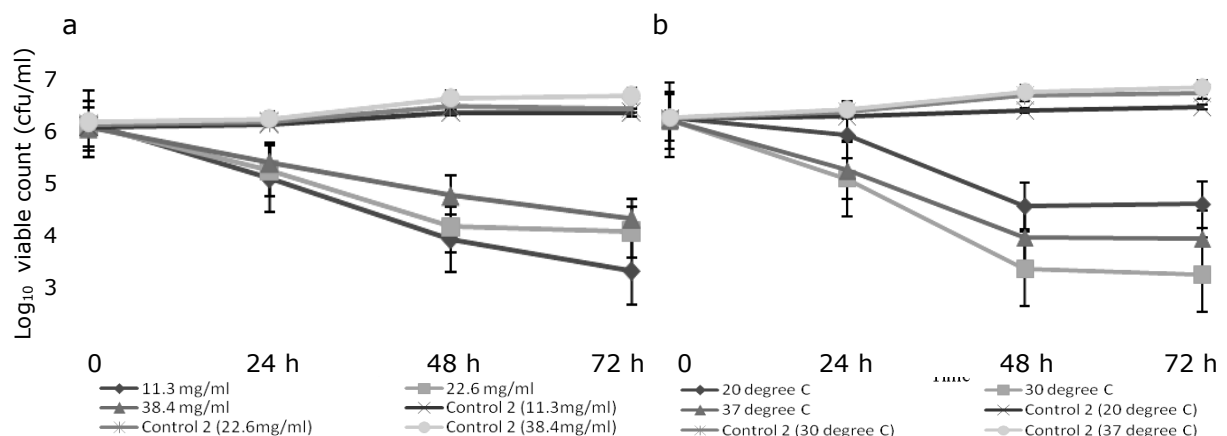 a
b
Log₁₀ viable count (cfu/ml)
7
6
5
4
3
0 24 h 48 h 72 h
0 24 h 48 h 72 h
Time
11.3 mg/ml 22.6 mg/ml
38.4 mg/ml Control 2 (11.3mg/ml)
Control 2 (22.6mg/ml) Control 2 (38.4mg/ml)
20 degree C 30 degree C
37 degree C Control 2 (20 degree C)
Control 2 (30 degree C) Control 2 (37 degree C)